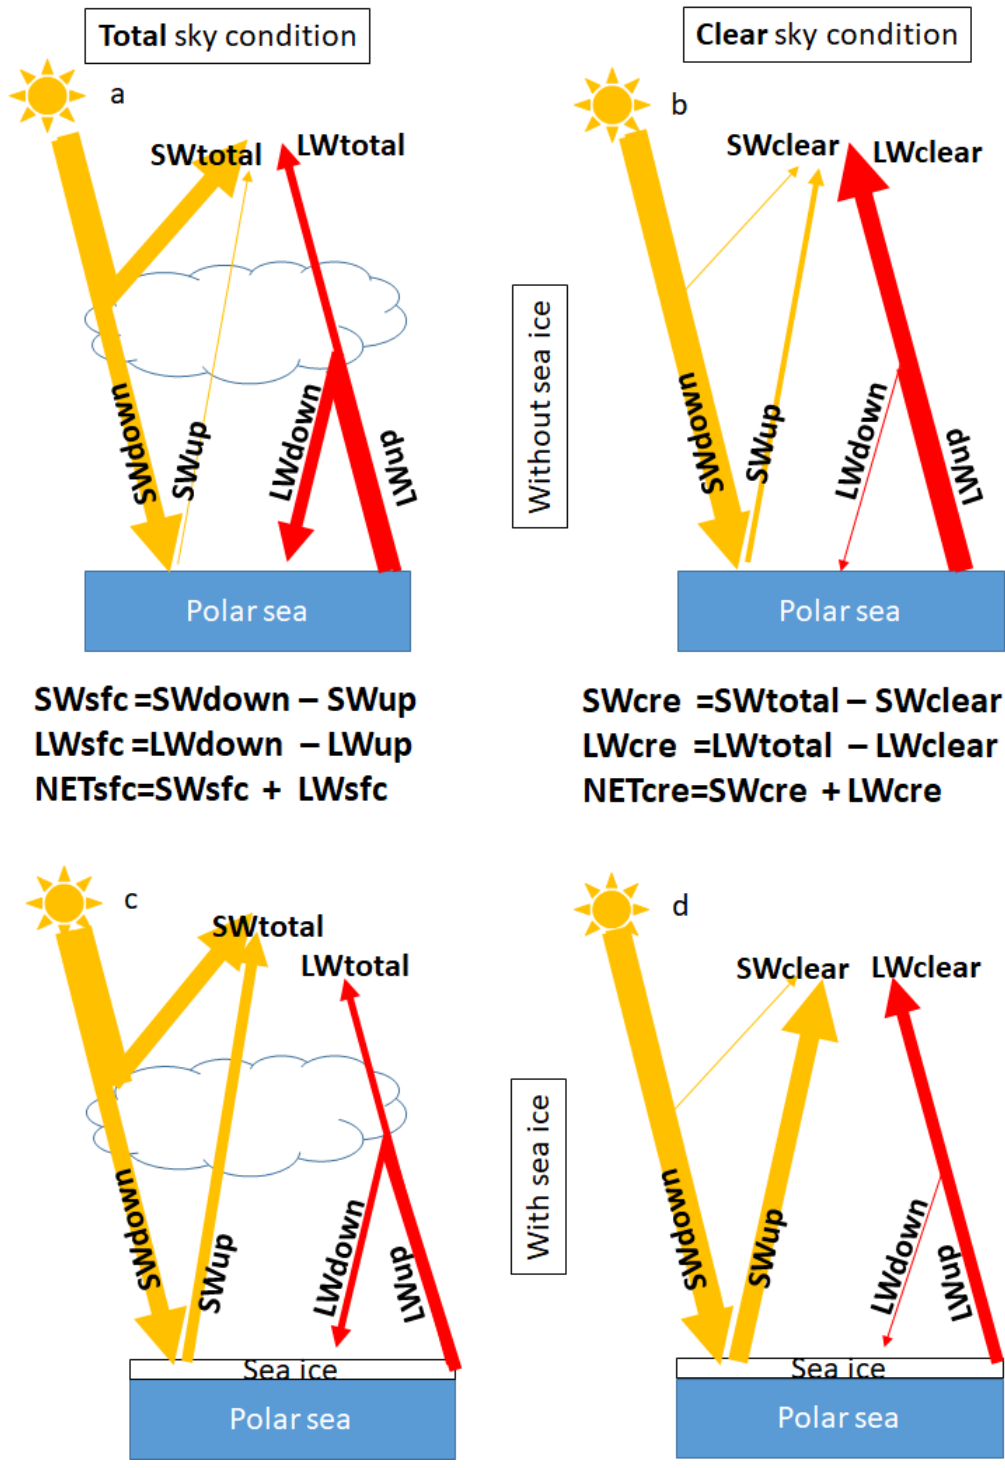 Total sky condition
Clear sky condition
a
SWtotal
LWtotal
SWdown
SWup
LWdown
LWup
Polar sea
Without sea ice
b
SWclear
LWclear
SWdown
SWup
LWdown
LWup
Polar sea
SWsfc =SWdown – SWup
LWsfc =LWdown – LWup
NETsfc=SWsfc + LWsfc
SWcre =SWtotal – SWclear
LWcre =LWtotal – LWclear
NETcre=SWcre + LWcre
c
SWtotal
LWtotal
SWdown
SWup
LWdown
LWup
Sea ice
Polar sea
With sea ice
d
SWclear
LWclear
SWdown
SWup
LWdown
LWup
Sea ice
Polar sea